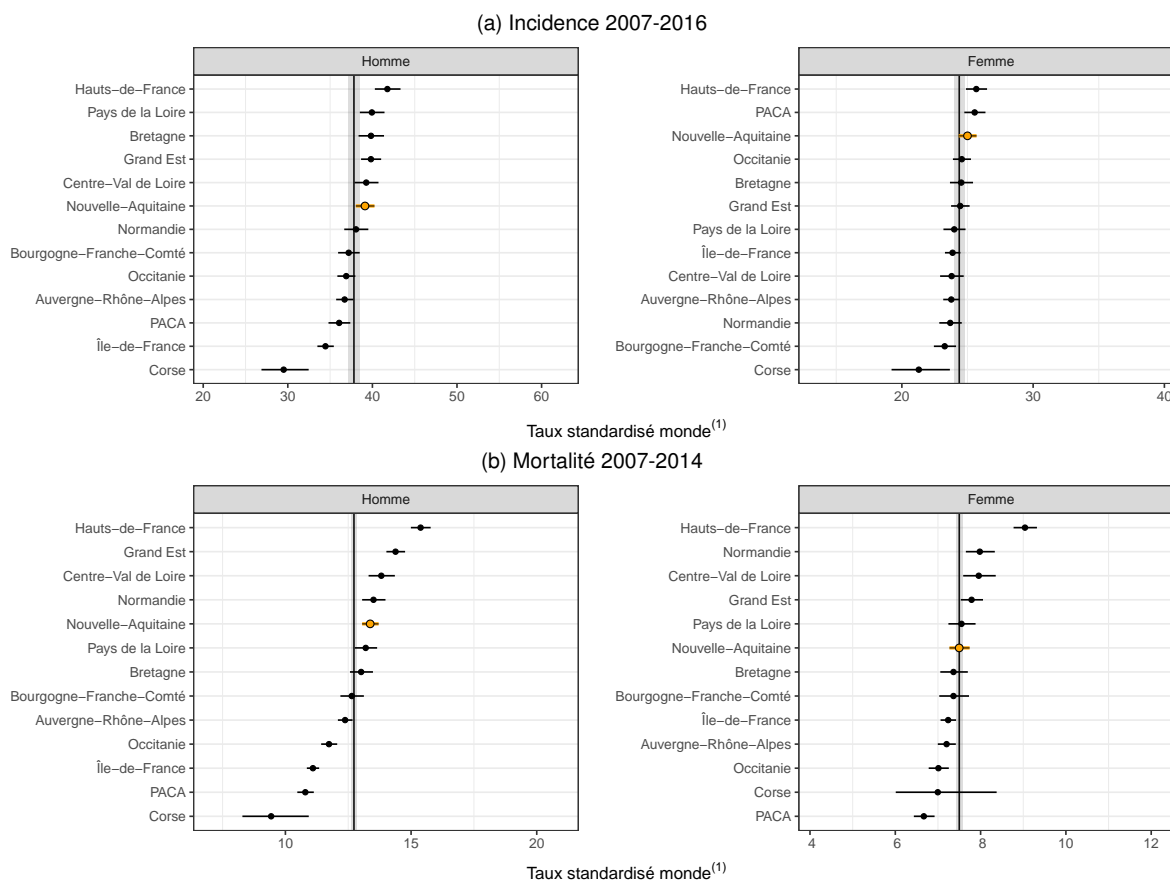 (a) Incidence 2007-2016
Homme
Hauts−de−France
Pays de la Loire
Bretagne
Grand Est
Centre−Val de Loire
Nouvelle−Aquitaine
Normandie
Bourgogne−Franche−Comté
Occitanie
Auvergne−Rhône−Alpes
PACA
Île−de−France
Corse
20 30 40 50 60
Femme
Hauts−de−France
PACA
Nouvelle−Aquitaine
Occitanie
Bretagne
Grand Est
Pays de la Loire
Île−de−France
Centre−Val de Loire
Auvergne−Rhône−Alpes
Normandie
Bourgogne−Franche−Comté
Corse
20 30 40
Taux standardisé monde(1)
(b) Mortalité 2007-2014
Homme
Hauts−de−France
Grand Est
Centre−Val de Loire
Normandie
Nouvelle−Aquitaine
Pays de la Loire
Bretagne
Bourgogne−Franche−Comté
Auvergne−Rhône−Alpes
Occitanie
Île−de−France
PACA
Corse
10 15 20
Femme
Hauts−de−France
Normandie
Centre−Val de Loire
Grand Est
Pays de la Loire
Nouvelle−Aquitaine
Bretagne
Bourgogne−Franche−Comté
Île−de−France
Auvergne−Rhône−Alpes
Occitanie
Corse
PACA
4 6 8 10 12
Taux standardisé monde(1)